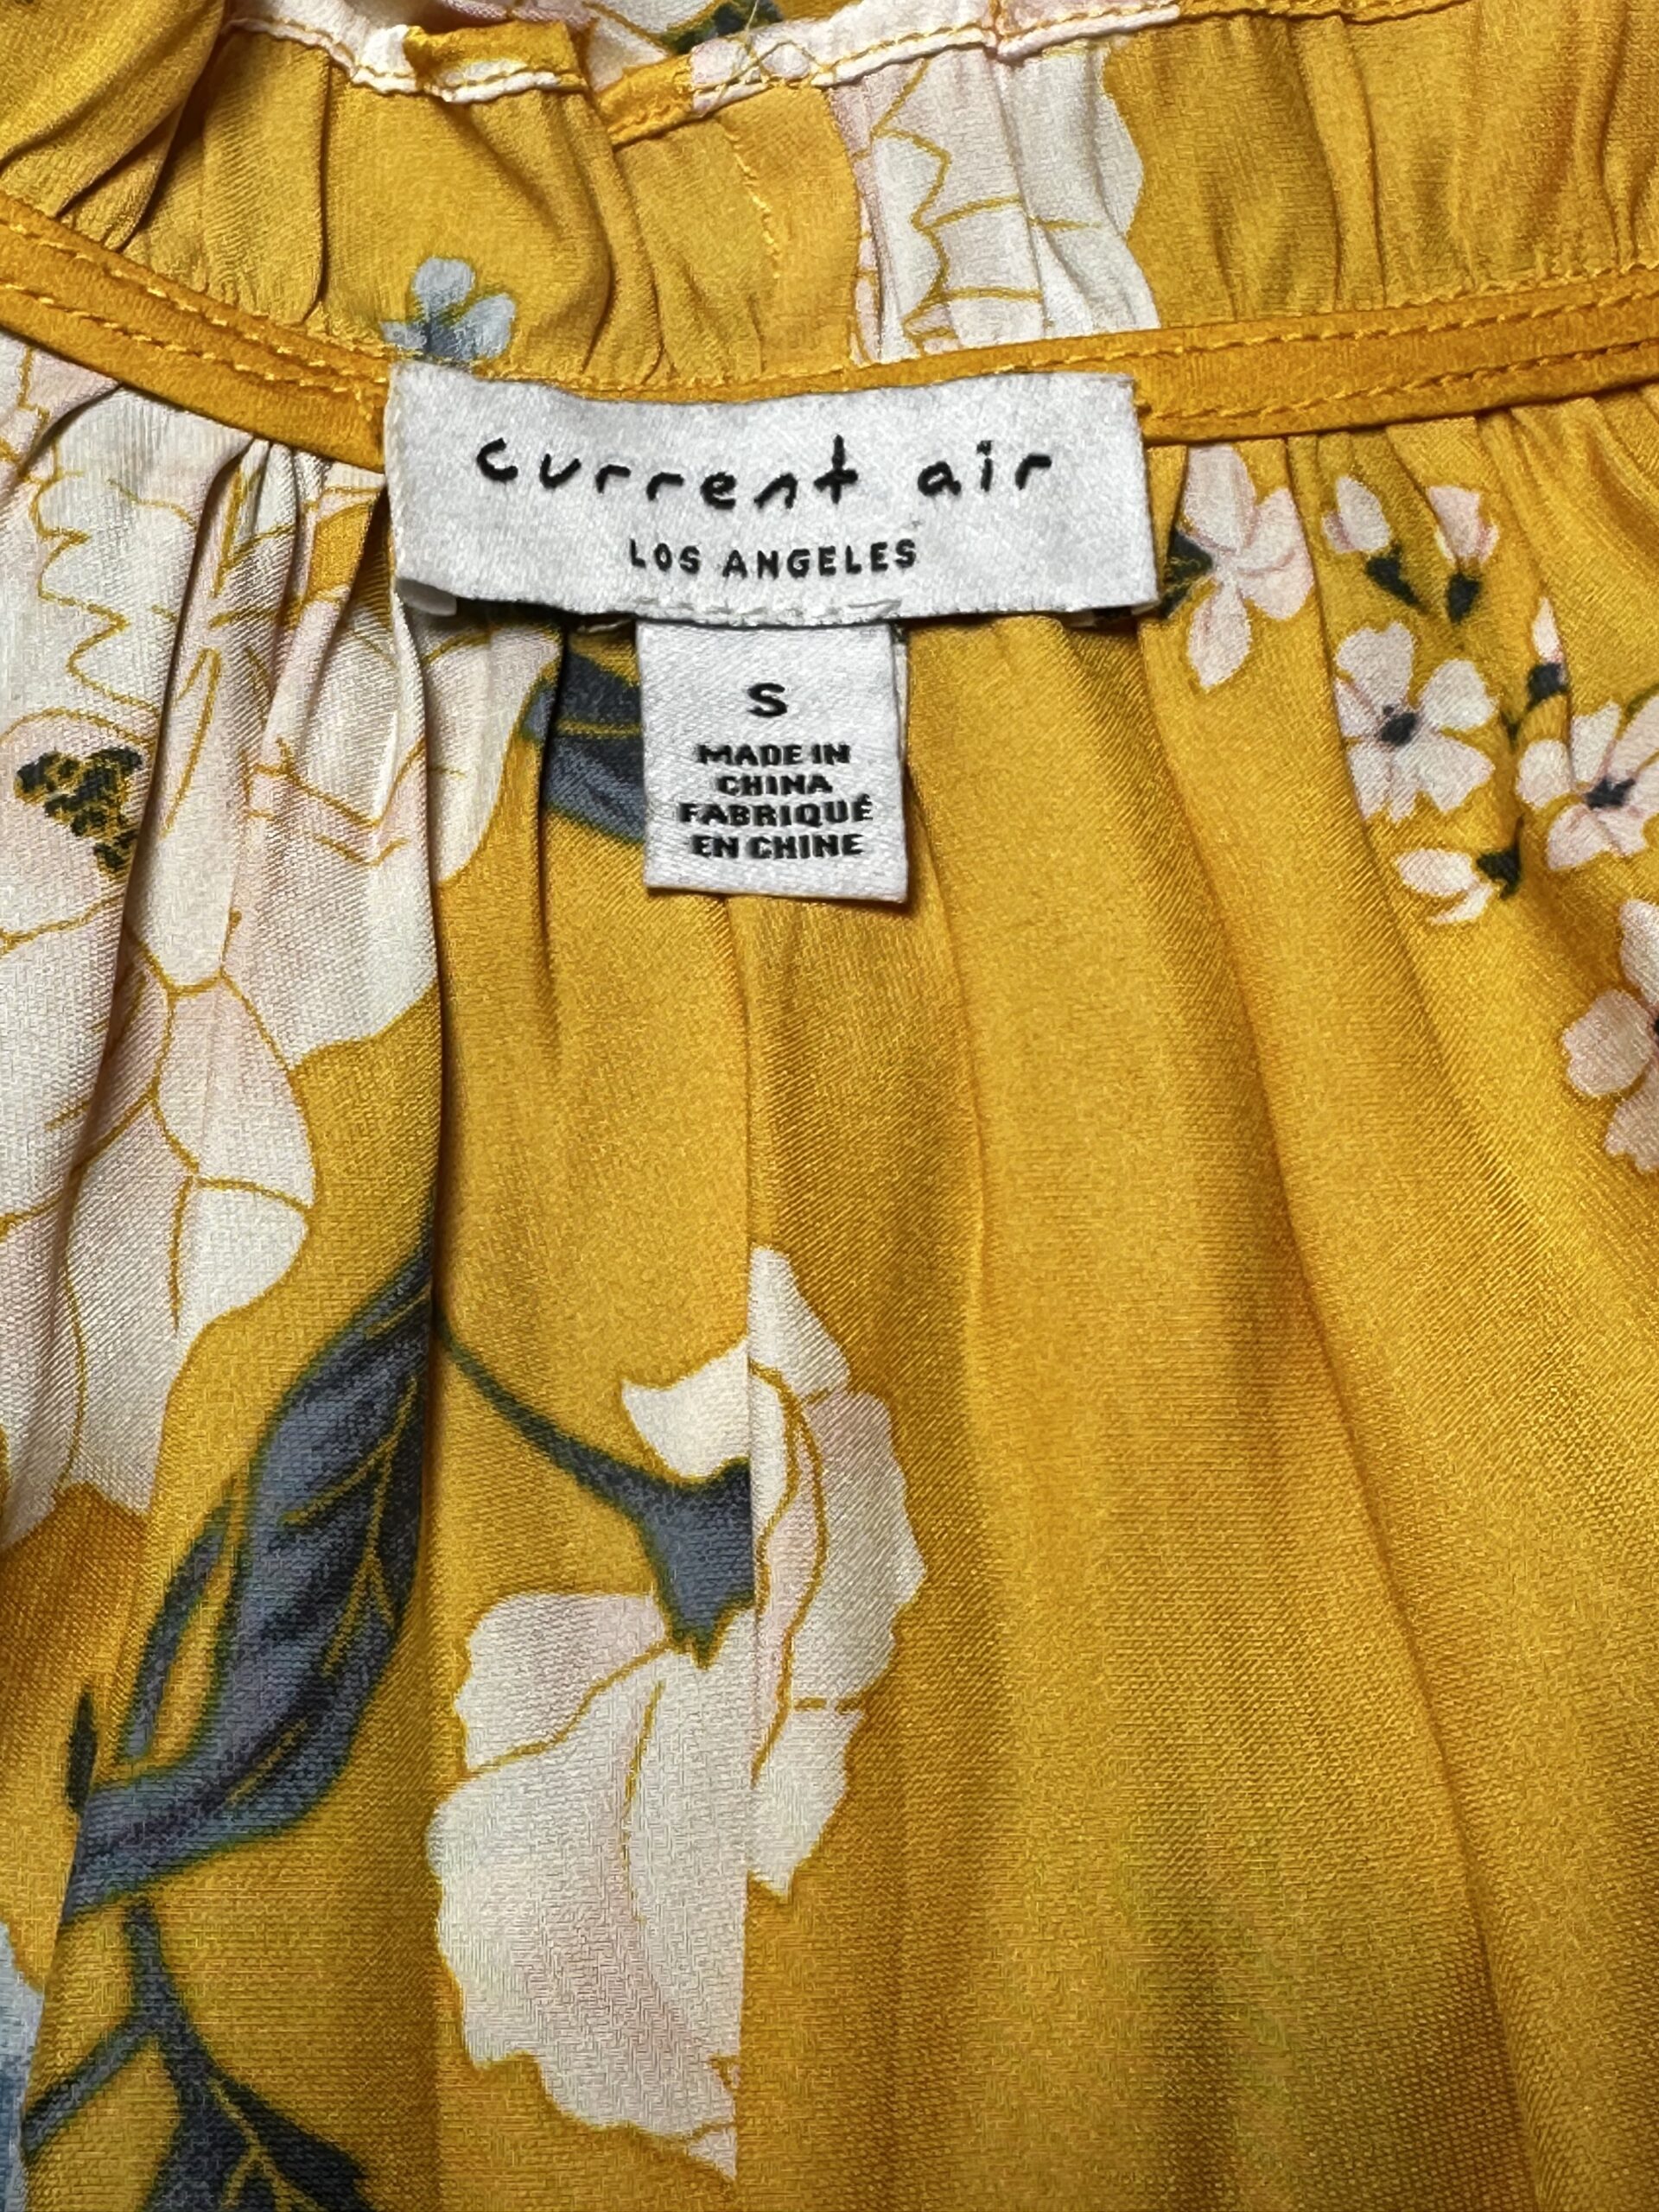 current air
LOS ANGELES
S
MADE IN
CHINA
FABRIQUÉ
EN CHINE